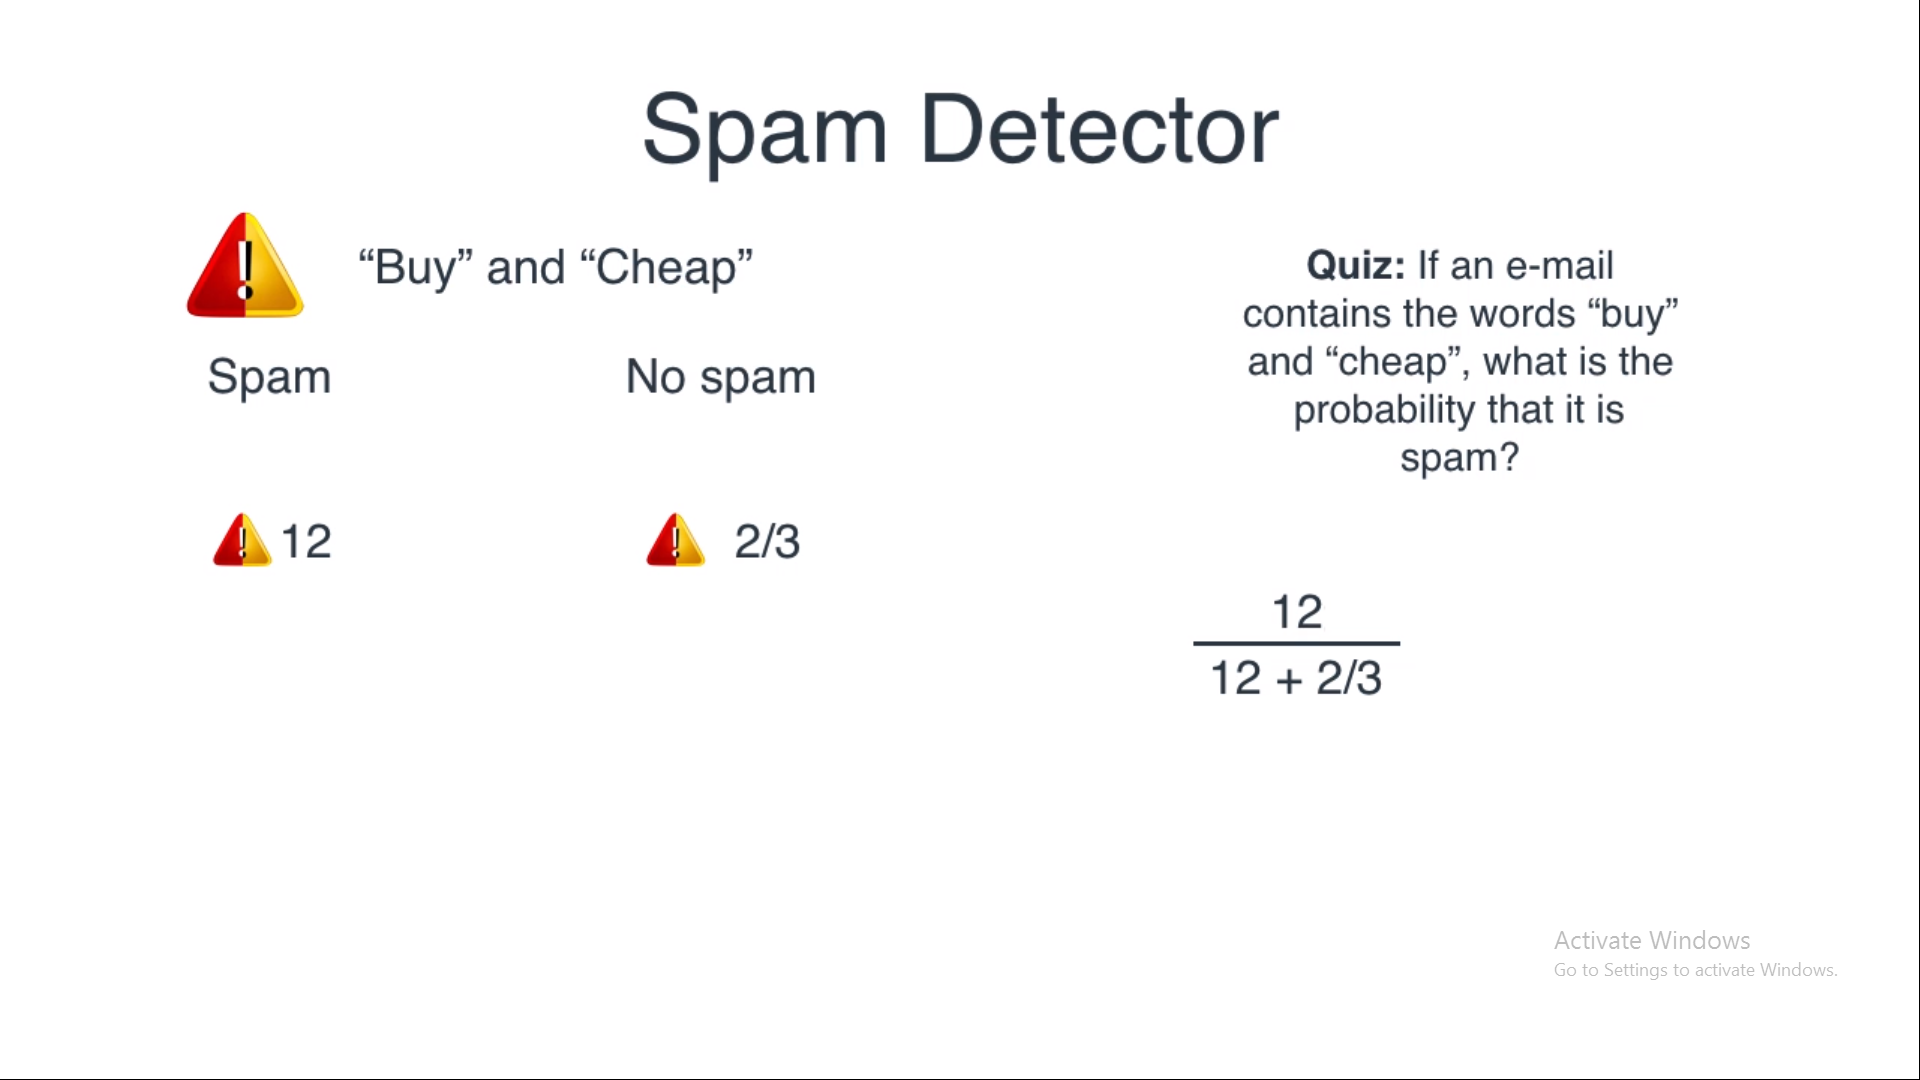 Spam Detector
“Buy” and “Cheap”
Spam
No spam
12
2/3
Quiz: If an e-mail
contains the words “buy”
and “cheap”, what is the
probability that it is
spam?
12
12 + 2/3
Activate Windows
Go to Settings to activate Windows.